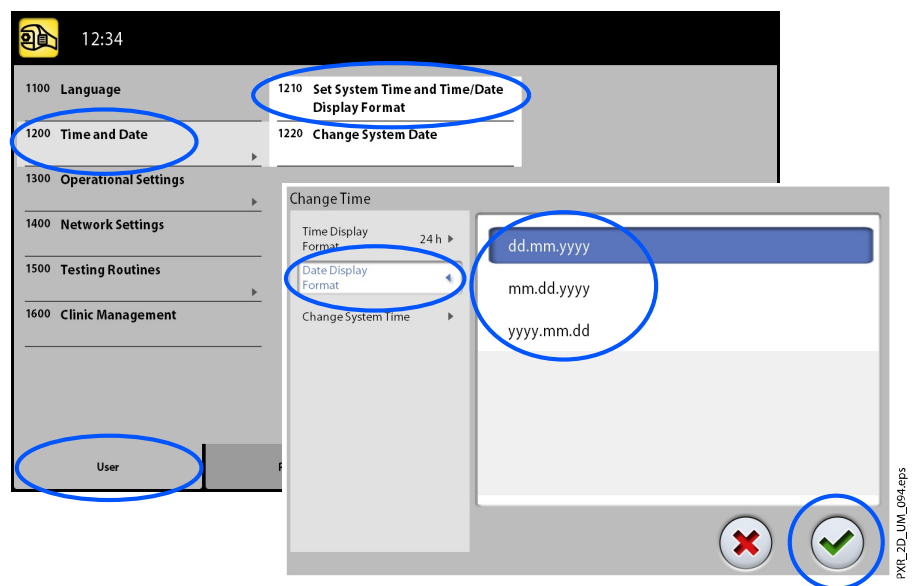 12:34
1100 Language
1200 Time and Date
1300 Operational Settings
1400 Network Settings
1500 Testing Routines
1600 Clinic Management
1210 Set System Time and Time/Date
Display Format
1220 Change System Date
User
Change Time
Time Display
Format
24 h
Date Display
Format
Change System Time
dd.mm.yyyy
mm.dd.yyyy
yyyy.mm.dd
PXR_2D_UM_094.eps